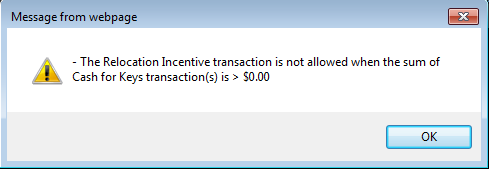 Message from webpage
- The Relocation Incentive transaction is not allowed when the sum of
Cash for Keys transaction(s) is > $0.00
OK